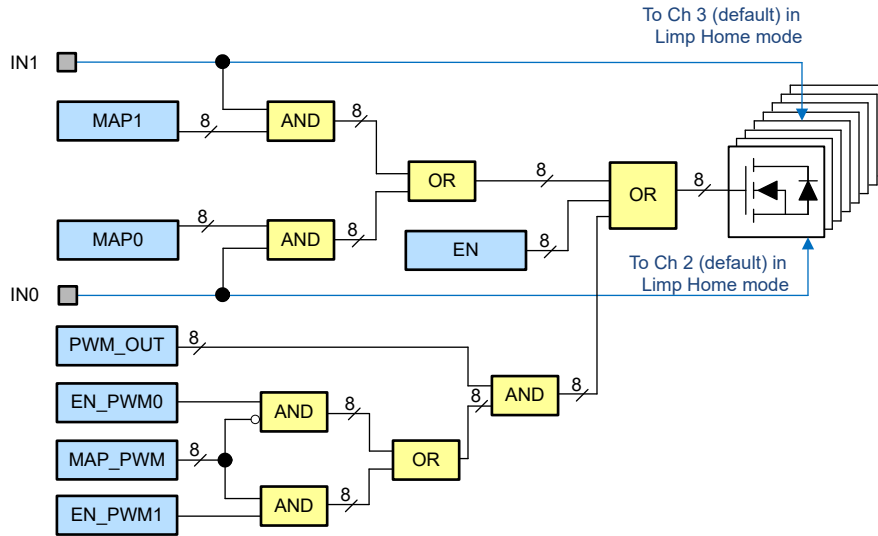 To Ch 3 (default) in
Limp Home mode
IN1
MAP1
8
AND
8
OR
8
OR
8
MAP0
8
AND
8
EN
8
To Ch 2 (default) in
Limp Home mode
IN0
PWM_OUT
8
EN_PWM0
AND
8
8
AND
8
MAP_PWM
8
OR
EN_PWM1
AND
8